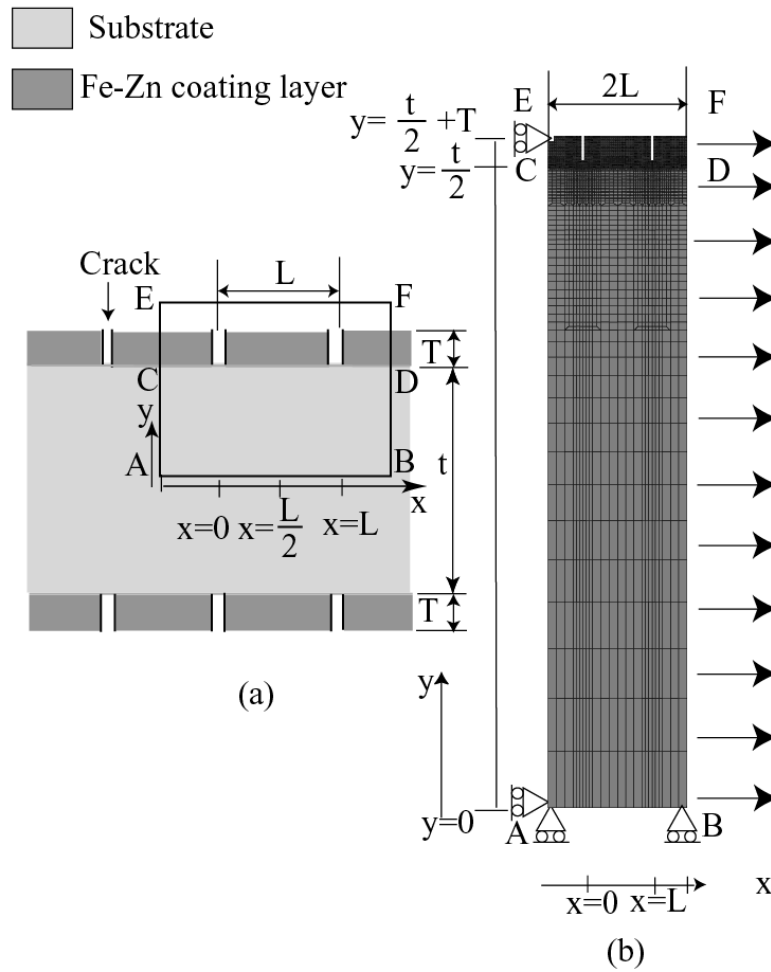 Substrate
Fe-Zn coating layer
Crack
E
F
L
T
C
D
y
t
A
B
x
x=0 x=L/2 x=L
T
(a)
E
2L
F
y= t/2 +T
C
D
y= t/2
y
y=0
A
B
x
x=0 x=L
(b)